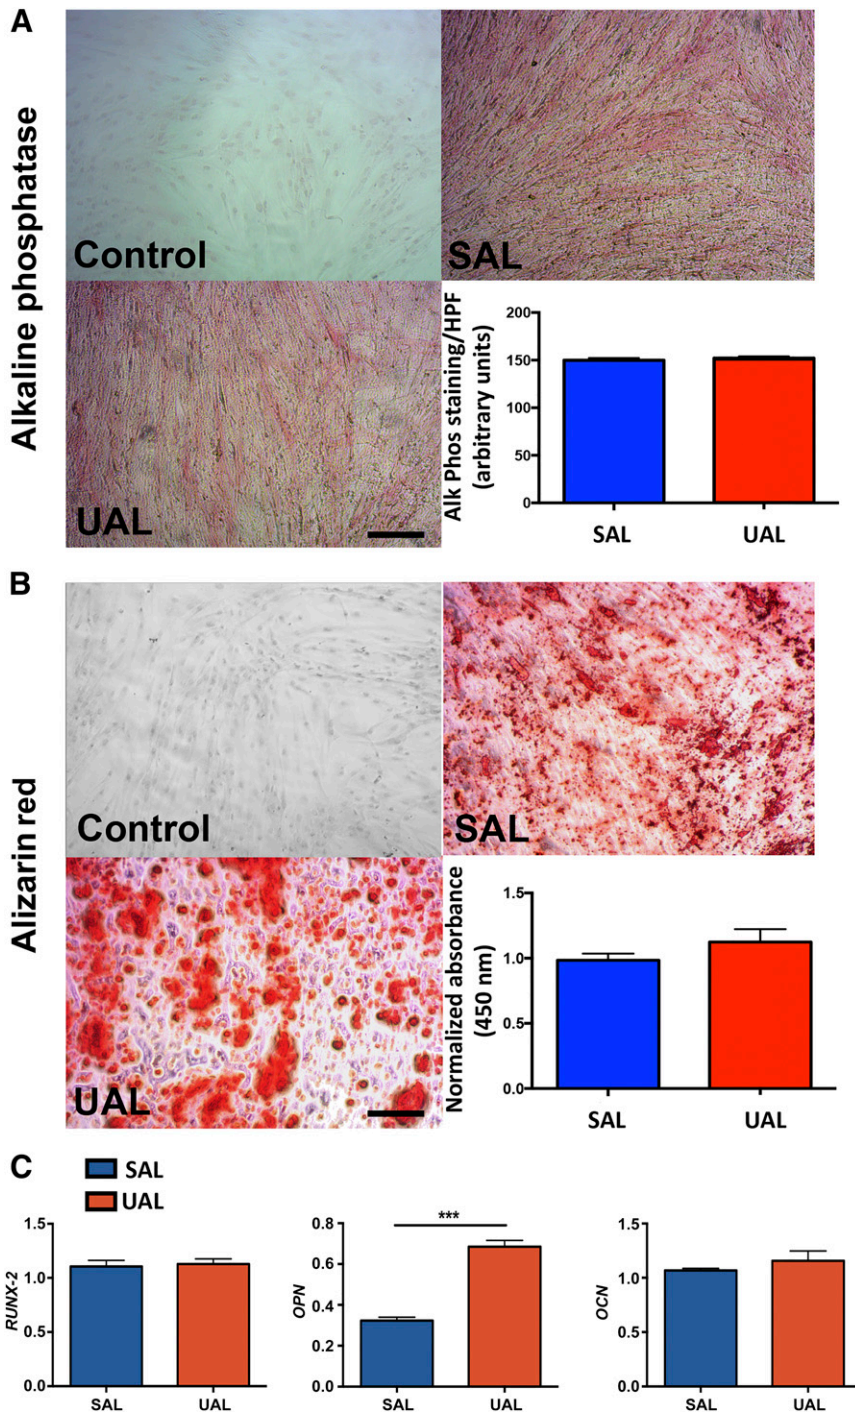 A
Alkaline phosphatase
Control
SAL
UAL
Alk Phos staining/HPF
(arbitrary units)
200
150
100
50
0
SAL
UAL
B
Alizarin red
Control
SAL
UAL
Normalized absorbance
(450 nm)
1.5
1.0
0.5
0.0
SAL
UAL
C
SAL
UAL
RUNX-2
1.5
1.0
0.5
0.0
SAL
UAL
OPN
0.8
0.6
0.4
0.2
0.0
***
SAL
UAL
OCN
1.5
1.0
0.5
0.0
SAL
UAL